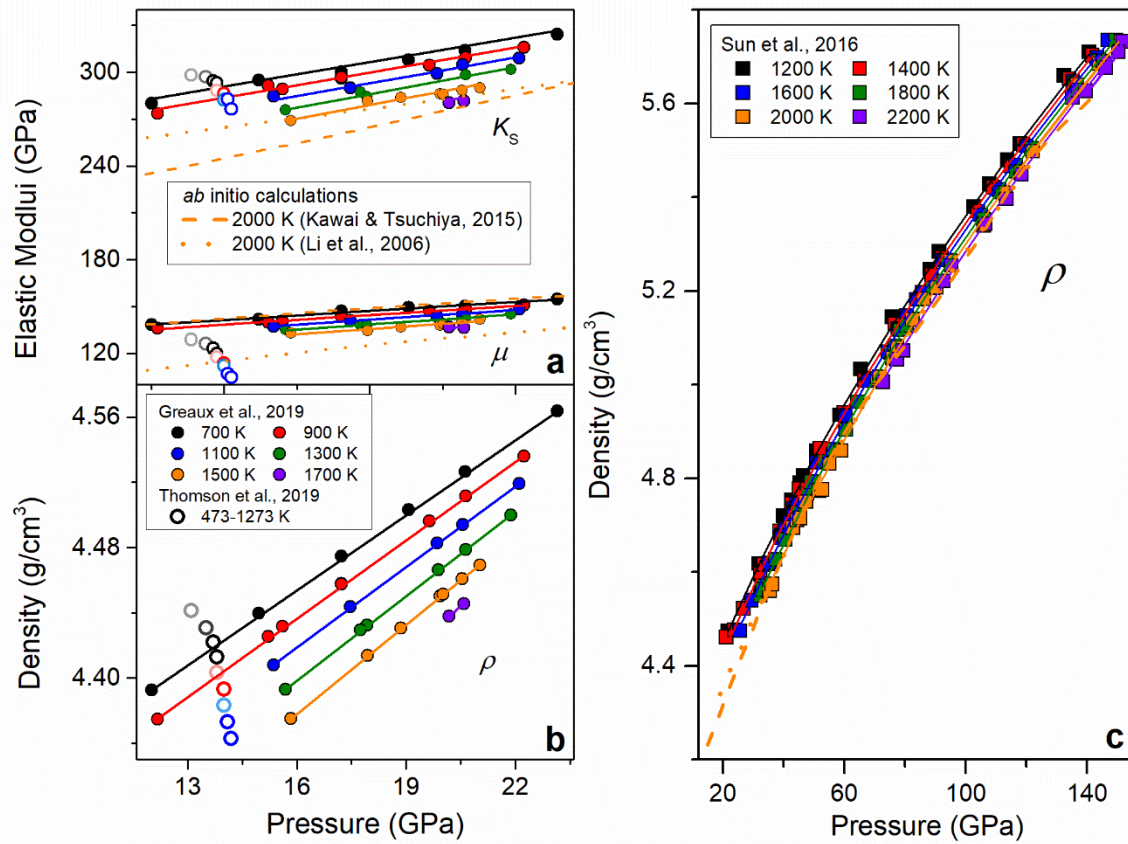 300
240
180
120
Elastic Modlui (GPa)
K_S
ab initio calculations
2000 K (Kawai & Tsuchiya, 2015)
2000 K (Li et al., 2006)
μ
a
4.56
4.48
4.40
Density (g/cm³)
Greaux et al., 2019
700 K 900 K
1100 K 1300 K
1500 K 1700 K
Thomson et al., 2019
473-1273 K
ρ
b
13 16 19 22
Pressure (GPa)
Sun et al., 2016
1200 K 1400 K
1600 K 1800 K
2000 K 2200 K
5.6
5.2
4.8
4.4
Density (g/cm³)
ρ
c
20 60 100 140
Pressure (GPa)